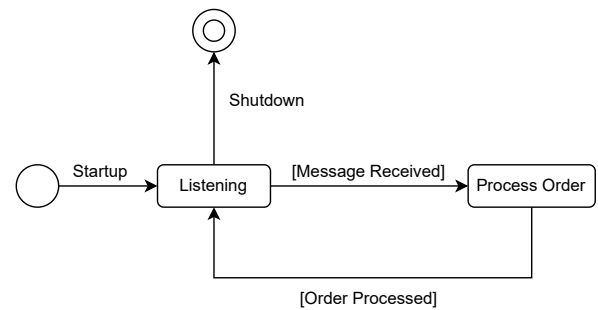 Shutdown
Startup
Listening
[Message Received]
Process Order
[Order Processed]